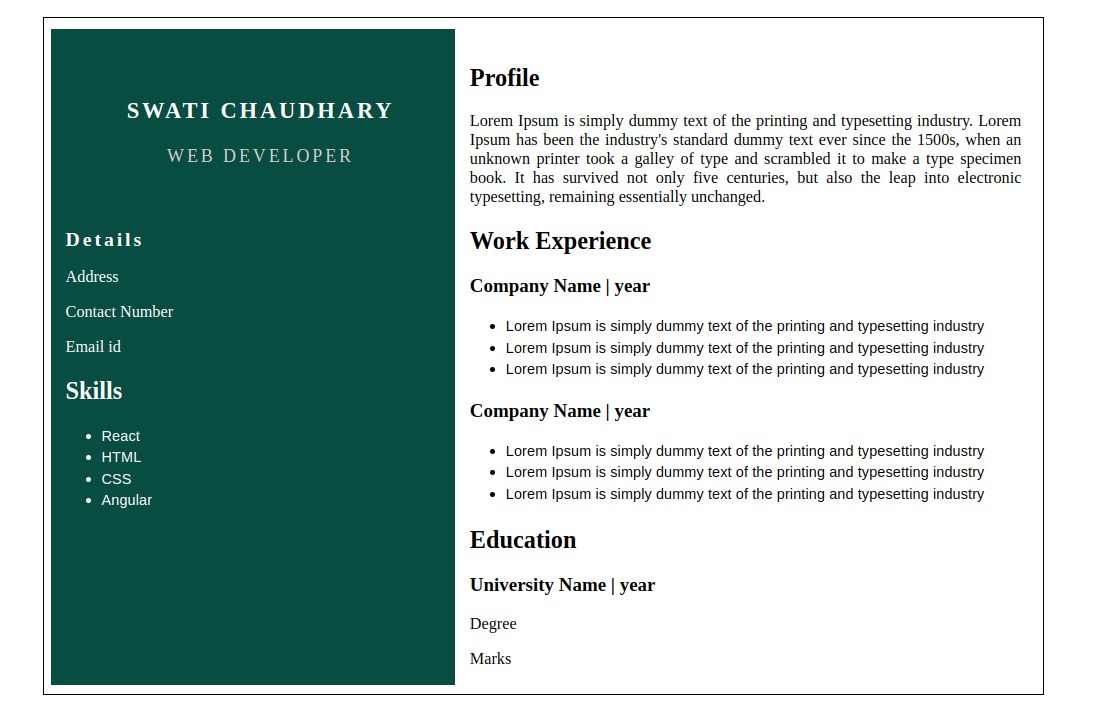 SWATI CHAUDHARY
WEB DEVELOPER
Details
Address
Contact Number
Email id
Skills
React
HTML
CSS
Angular
Profile
Lorem Ipsum is simply dummy text of the printing and typesetting industry. Lorem
Ipsum has been the industry's standard dummy text ever since the 1500s, when an
unknown printer took a galley of type and scrambled it to make a type specimen
book. It has survived not only five centuries, but also the leap into electronic
typesetting, remaining essentially unchanged.
Work Experience
Company Name | year
Lorem Ipsum is simply dummy text of the printing and typesetting industry
Lorem Ipsum is simply dummy text of the printing and typesetting industry
Lorem Ipsum is simply dummy text of the printing and typesetting industry
Company Name | year
Lorem Ipsum is simply dummy text of the printing and typesetting industry
Lorem Ipsum is simply dummy text of the printing and typesetting industry
Lorem Ipsum is simply dummy text of the printing and typesetting industry
Education
University Name | year
Degree
Marks